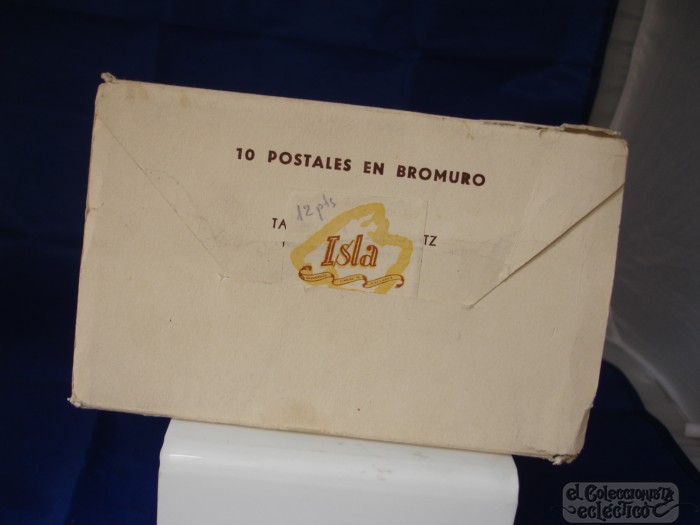 10 POSTALES EN BROMURO
12 pts
TA TZ
Isla
el Coleccionista
ecléctico